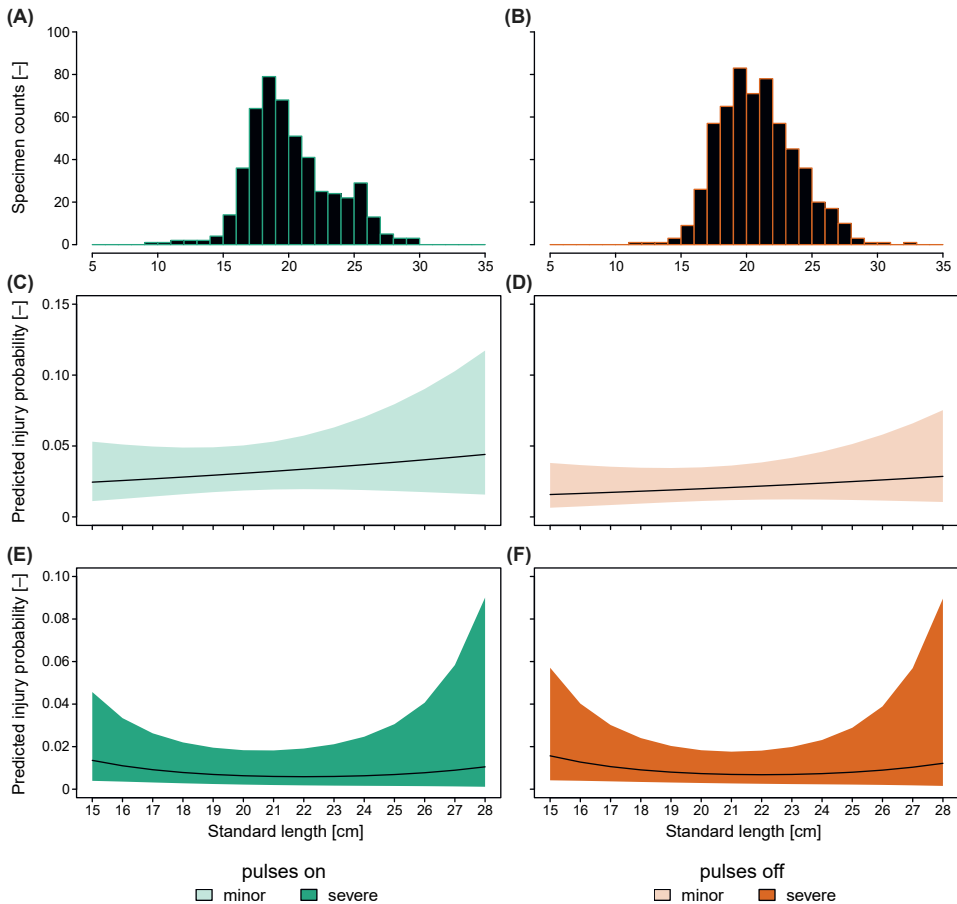 (A) (B)
Specimen counts [–]
100
80
60
40
20
0
5 10 15 20 25 30 35
5 10 15 20 25 30 35
(C) (D)
Predicted injury probability [–]
0.15
0.10
0.05
0
(E) (F)
Predicted injury probability [–]
0.10
0.08
0.06
0.04
0.02
0
15 16 17 18 19 20 21 22 23 24 25 26 27 28
15 16 17 18 19 20 21 22 23 24 25 26 27 28
Standard length [cm]
Standard length [cm]
pulses on
minor severe
pulses off
minor severe